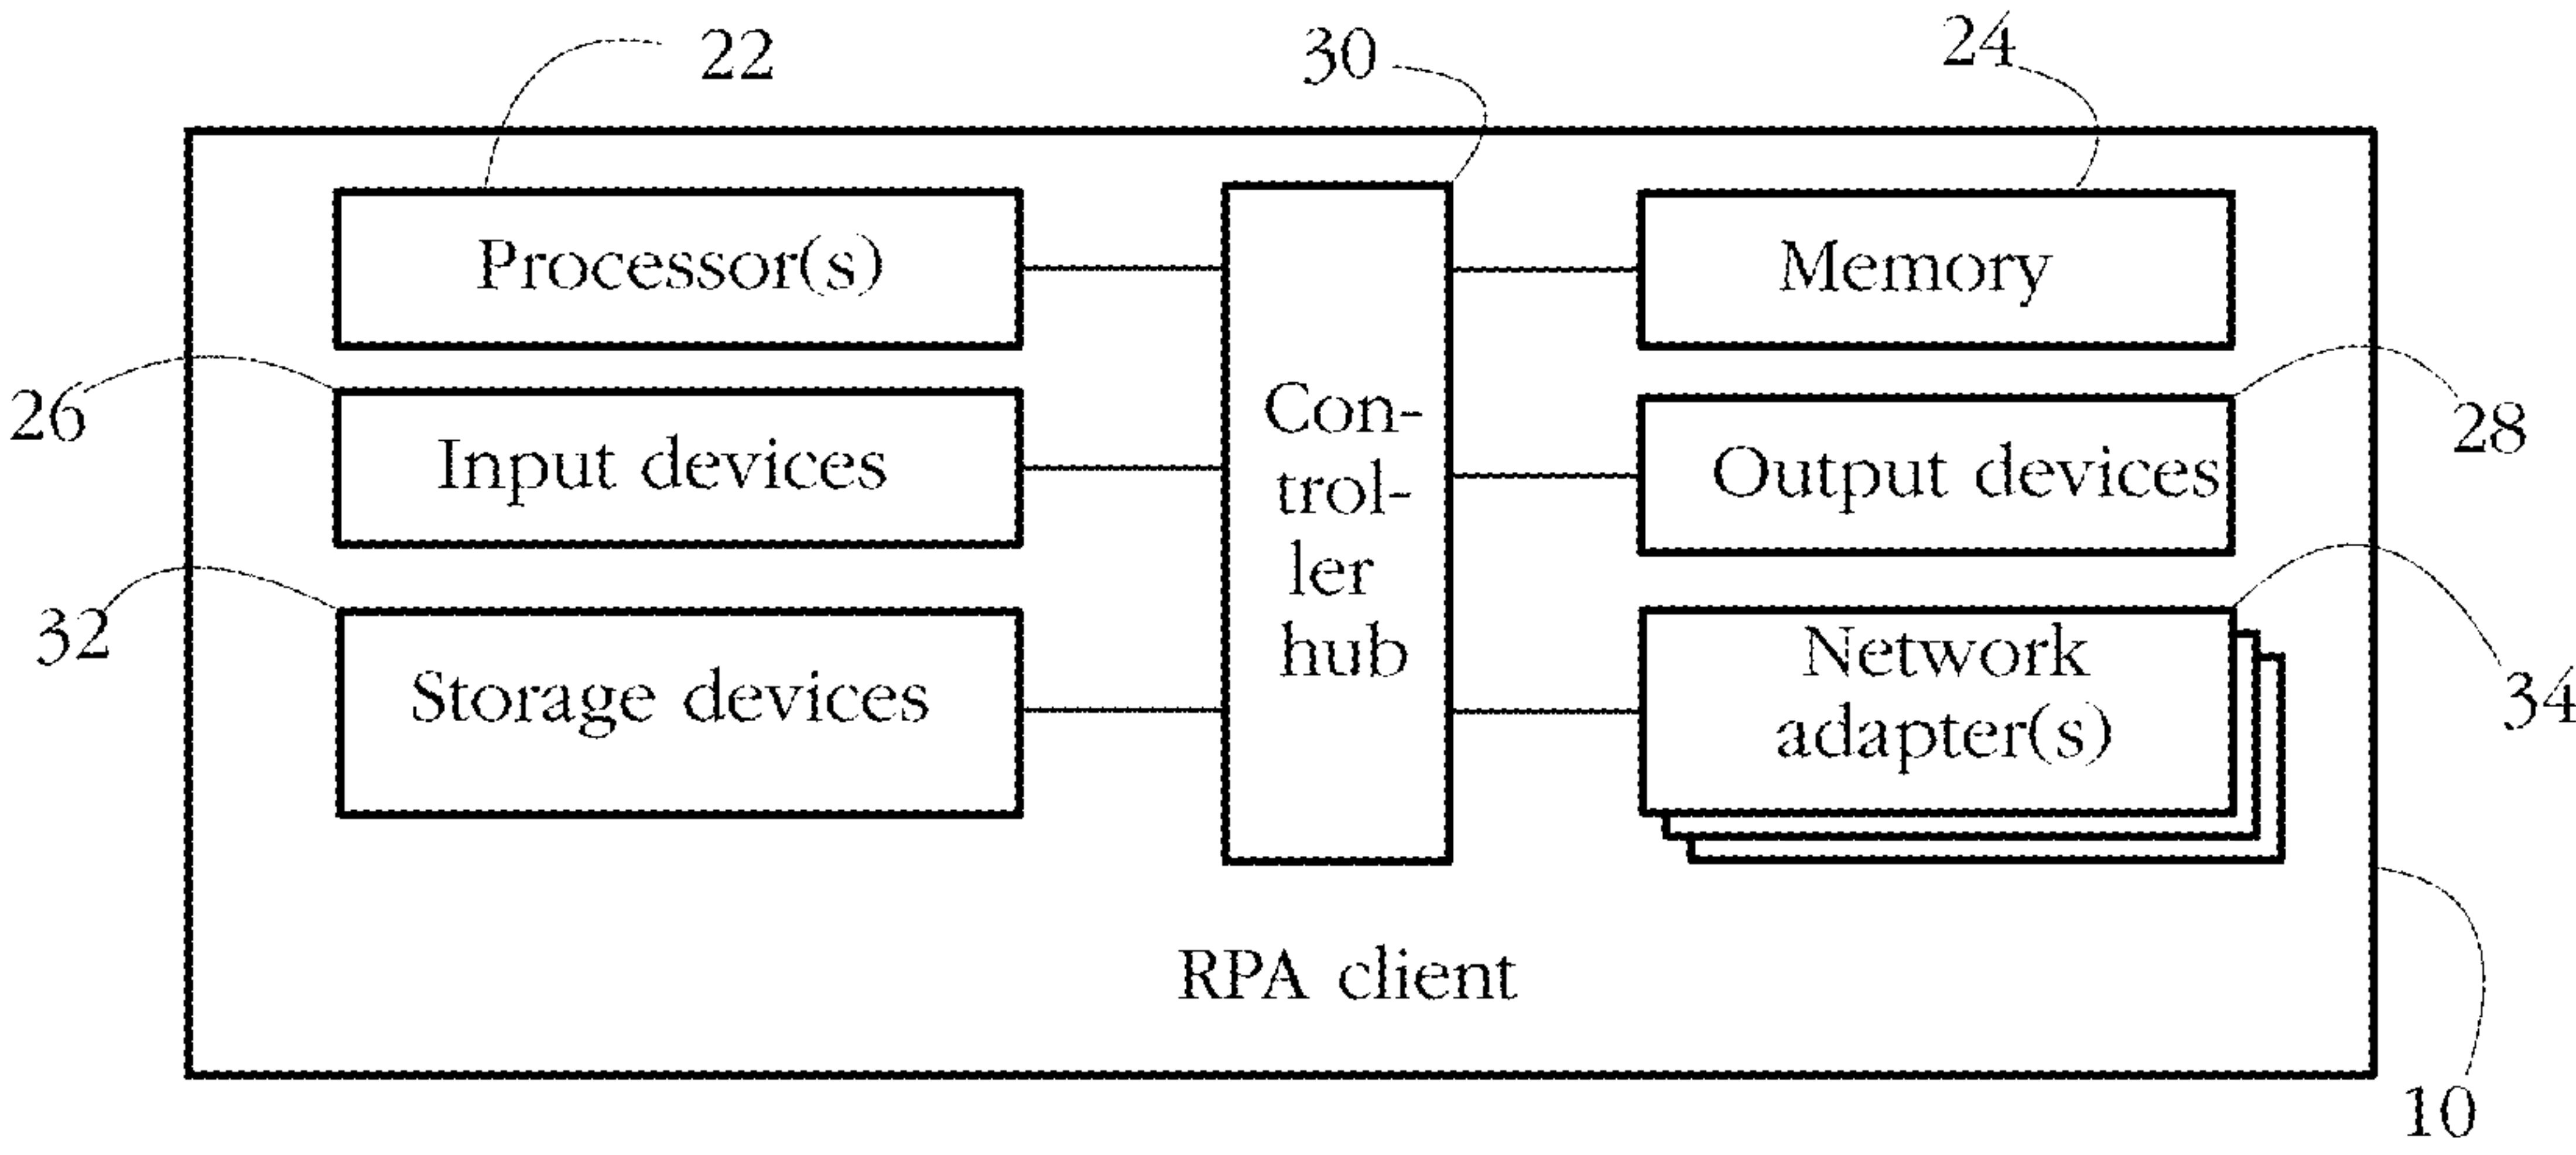 22
30
24
Processor(s)
Memory
26
Input devices
Con-
trol-
ler
hub
Output devices
28
32
Storage devices
Network
adapter(s)
34
RPA client
10